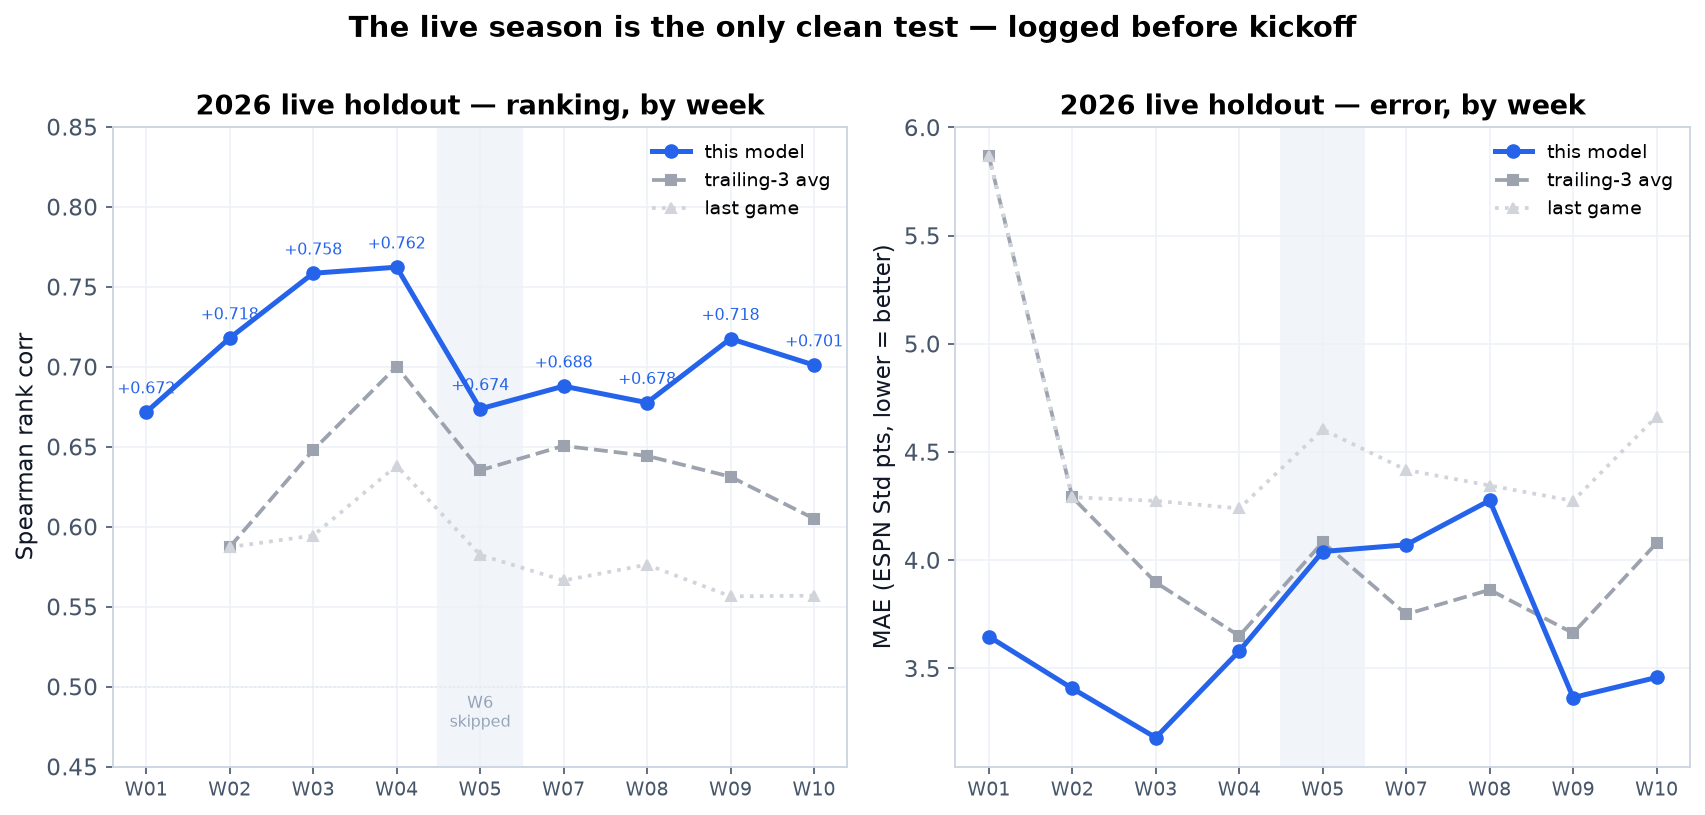 The live season is the only clean test — logged before kickoff
2026 live holdout — ranking, by week
Spearman rank corr
0.85
0.80
0.75
0.70
0.65
0.60
0.55
0.50
0.45
this model
trailing-3 avg
last game
+0.672
+0.718
+0.758
+0.762
+0.674
+0.688
+0.678
+0.718
+0.701
W6
skipped
W01
W02
W03
W04
W05
W07
W08
W09
W10
2026 live holdout — error, by week
MAE (ESPN Std pts, lower = better)
6.0
5.5
5.0
4.5
4.0
3.5
this model
trailing-3 avg
last game
W01
W02
W03
W04
W05
W07
W08
W09
W10